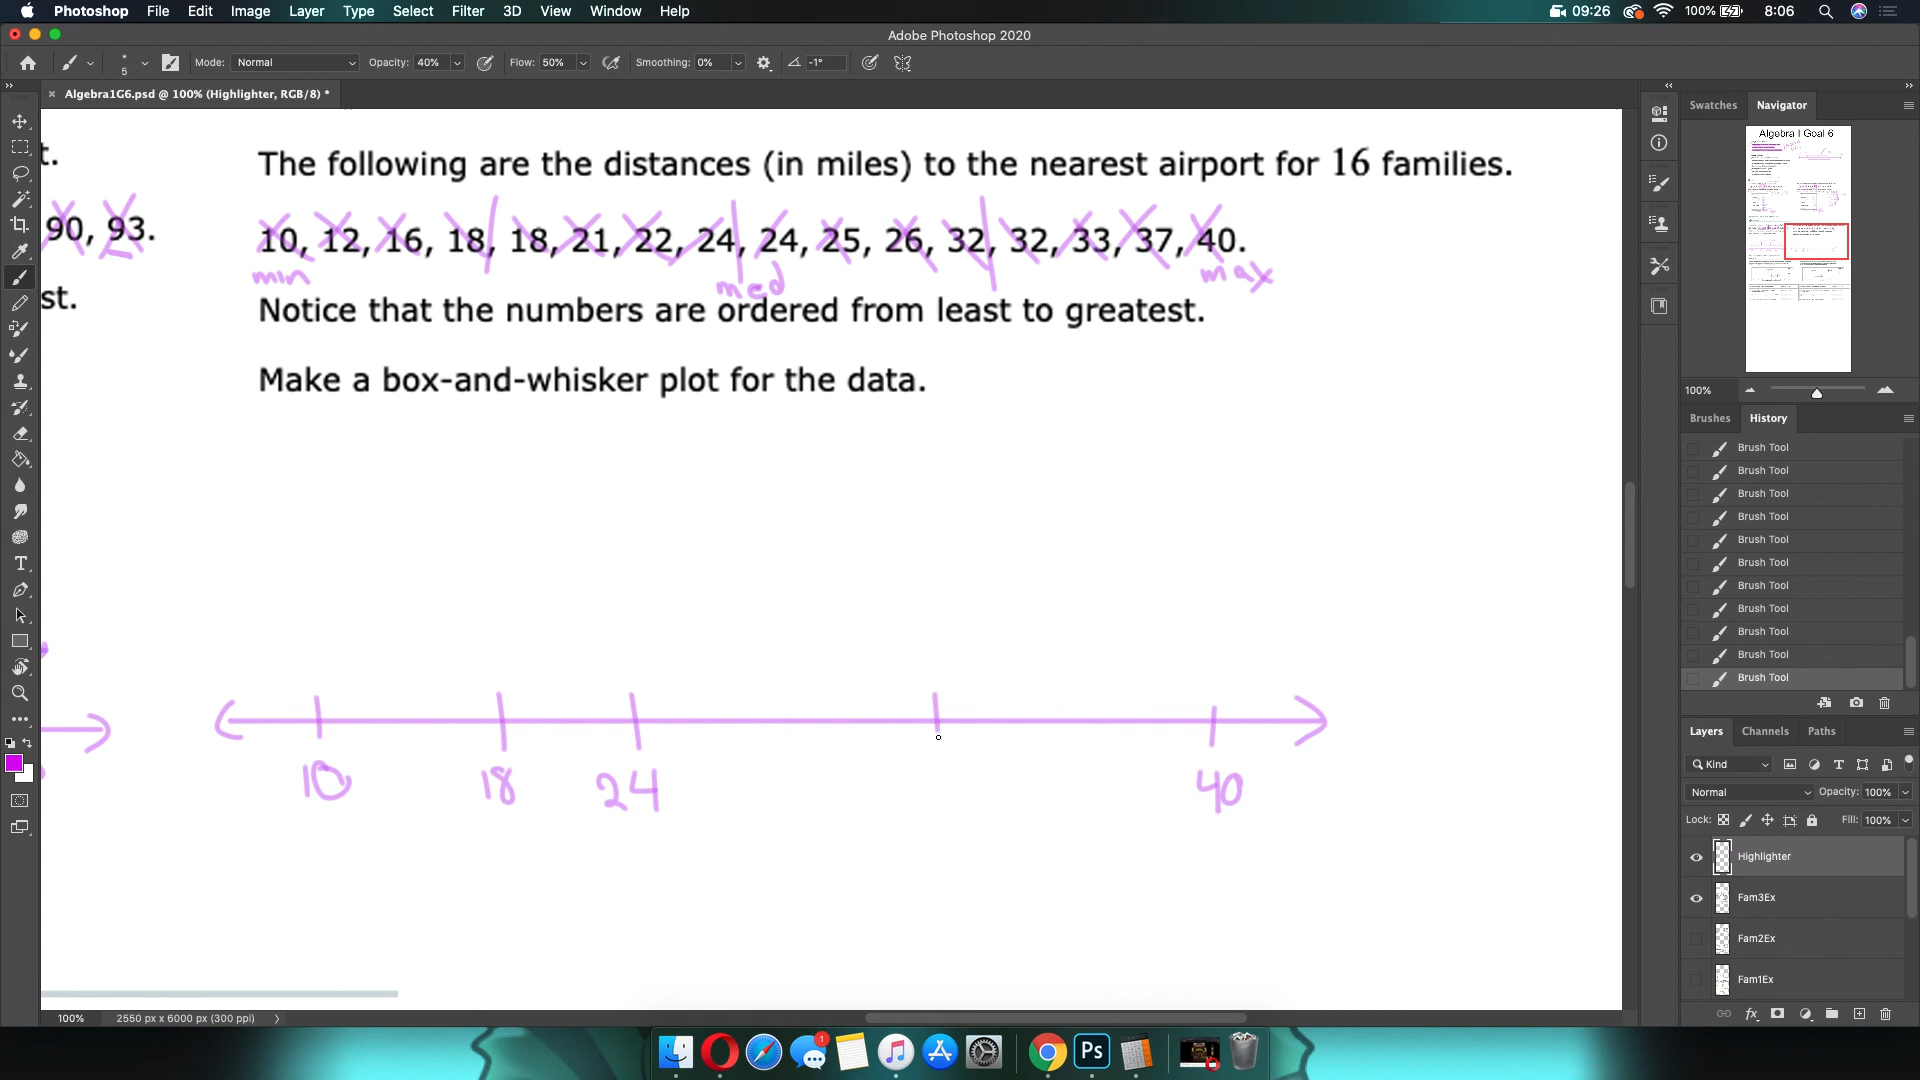 Photoshop File Edit Image Layer Type Select Filter 3D View Window Help 09:26 100% 8:06
Adobe Photoshop 2020
5 Mode: Normal Opacity: 40% Flow: 50% Smoothing: 0% -1°
Algebra1G6.psd @ 100% (Highlighter, RGB/8) *
t.
90, 93.
st.
The following are the distances (in miles) to the nearest airport for 16 families.
10, 12, 16, 18, 18, 21, 22, 24, 24, 25, 26, 32, 32, 33, 37, 40.
min med max
Notice that the numbers are ordered from least to greatest.
Make a box-and-whisker plot for the data.
10 18 24 40
100% 2550 px x 6000 px (300 ppi)
Swatches Navigator
Algebra I Goal 6
100%
Brushes History
Brush Tool
Brush Tool
Brush Tool
Brush Tool
Brush Tool
Brush Tool
Brush Tool
Brush Tool
Brush Tool
Brush Tool
Brush Tool
Layers Channels Paths
Kind
Normal Opacity: 100%
Lock: Fill: 100%
Highlighter
Fam3Ex
Fam2Ex
Fam1Ex
fx
1
Ps